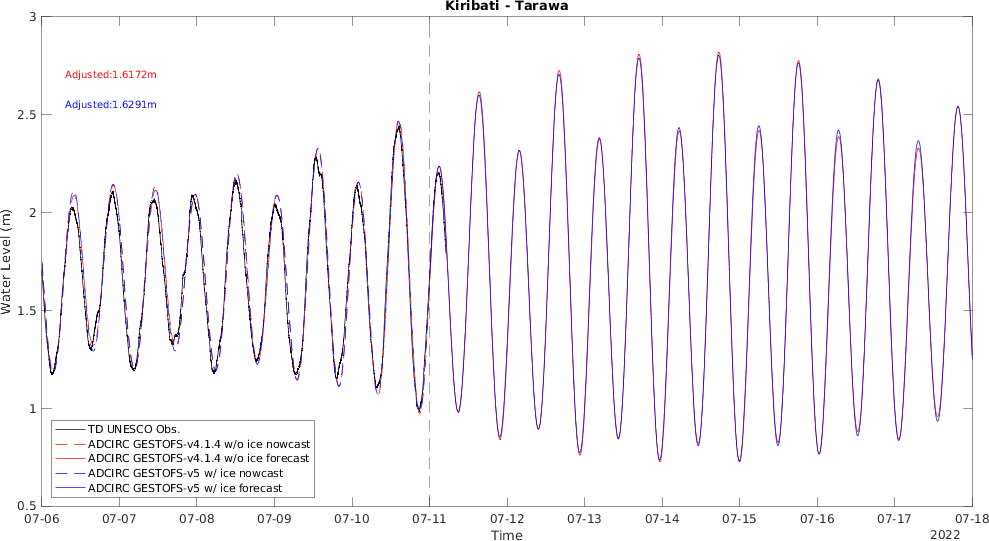 Kiribati - Tarawa
3
Adjusted:1.6172m
Adjusted:1.6291m
2.5
2
Water Level (m)
1.5
1
TD UNESCO Obs.
ADCIRC GESTOFS-v4.1.4 w/o ice nowcast
ADCIRC GESTOFS-v4.1.4 w/o ice forecast
ADCIRC GESTOFS-v5 w/ ice nowcast
ADCIRC GESTOFS-v5 w/ ice forecast
0.5
07-06 07-07 07-08 07-09 07-10 07-11 07-12 07-13 07-14 07-15 07-16 07-17 07-18
Time
2022